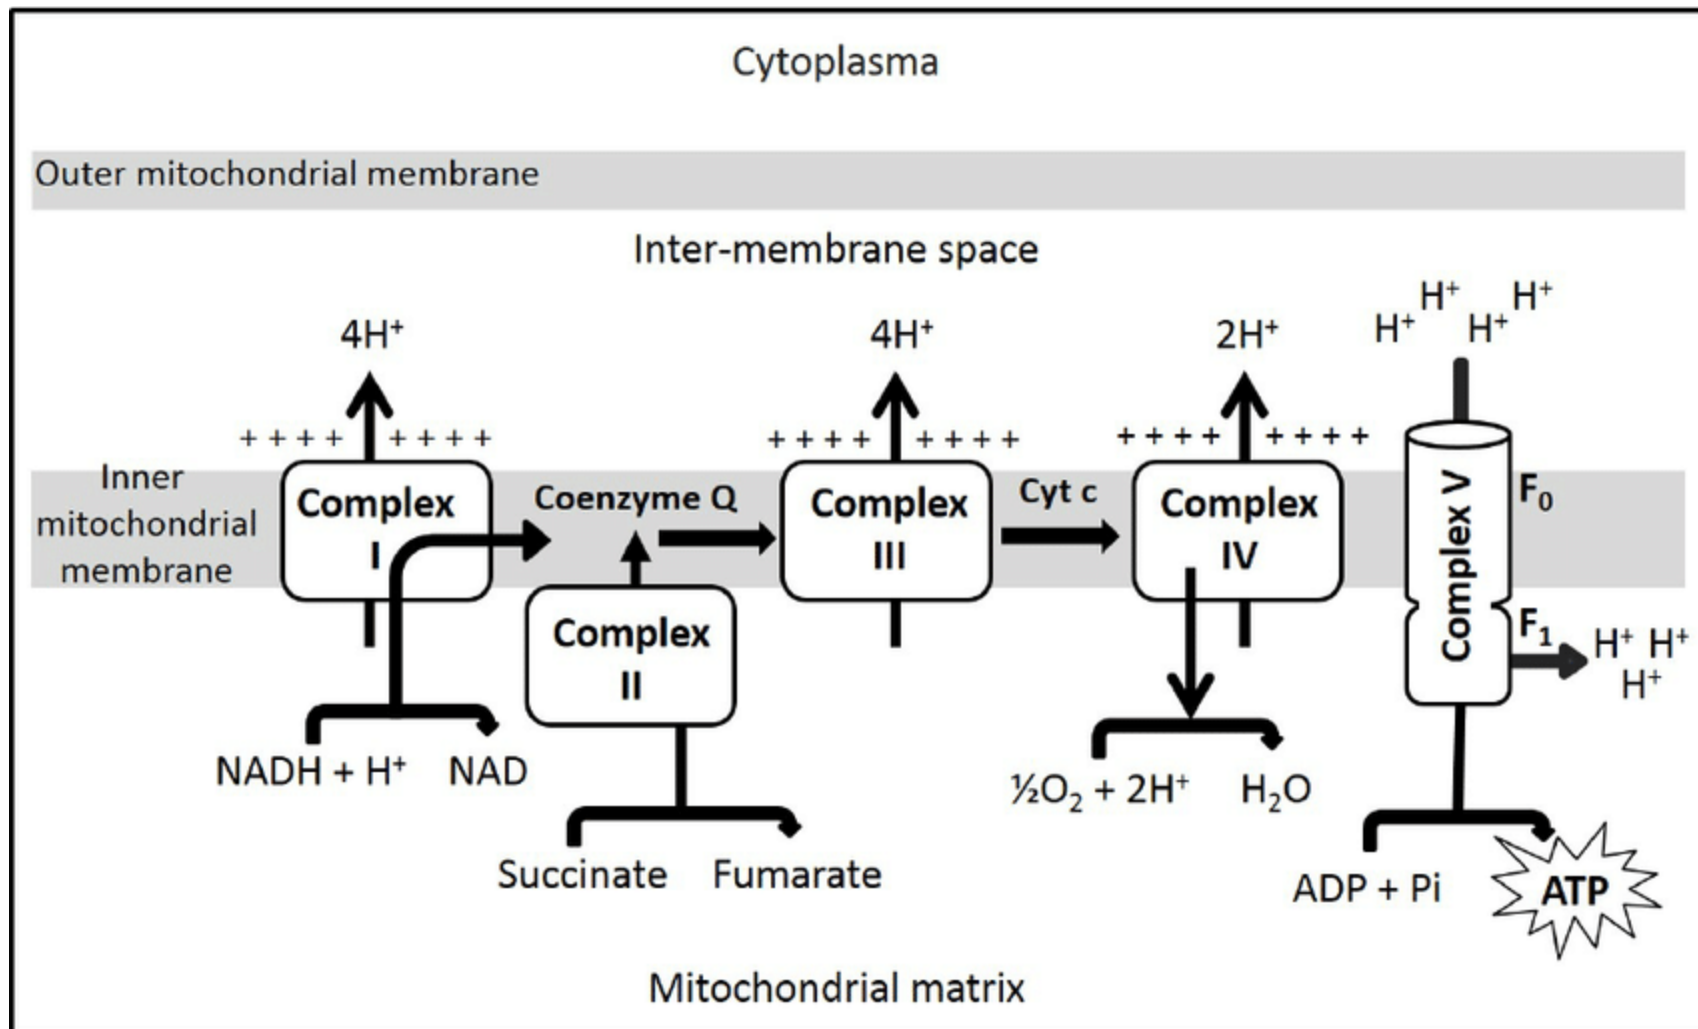 Cytoplasma
Outer mitochondrial membrane
Inter-membrane space
4H⁺
4H⁺
2H⁺
H⁺ H⁺ H⁺ H⁺
+ + + + + + + +
+ + + + + + + +
+ + + + + + + +
Inner
mitochondrial
membrane
Complex
I
Coenzyme Q
Complex
II
Complex
III
Cyt c
Complex
IV
Complex V
F₀
F₁
H⁺ H⁺
H⁺
NADH + H⁺ NAD
Succinate Fumarate
½O₂ + 2H⁺ H₂O
ADP + Pi ATP
Mitochondrial matrix